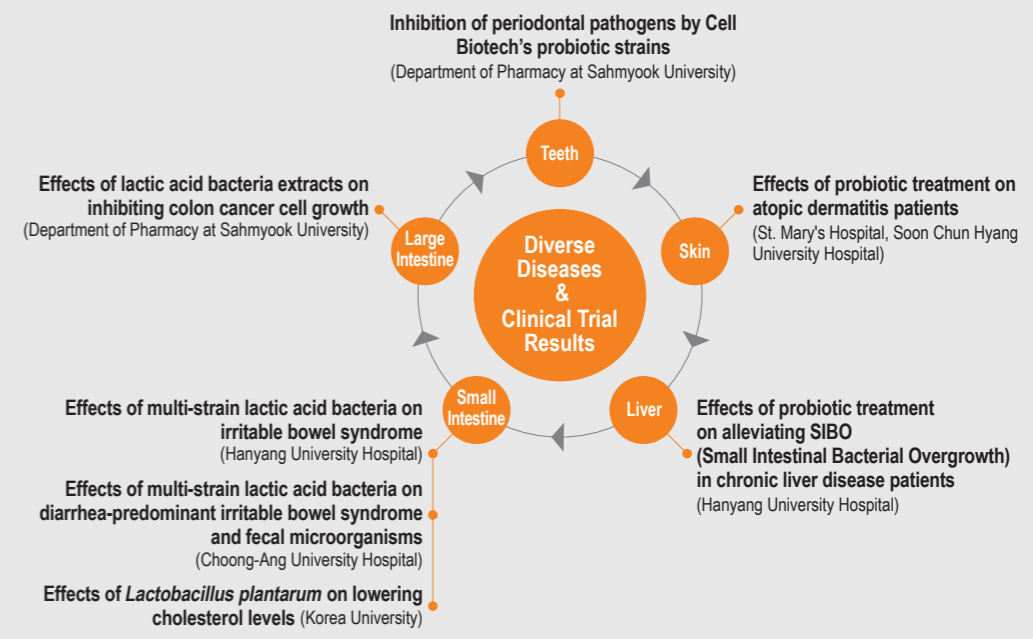 Inhibition of periodontal pathogens by Cell
Biotech's probiotic strains
(Department of Pharmacy at Sahmyook University)
Teeth
Effects of lactic acid bacteria extracts on
inhibiting colon cancer cell growth
(Department of Pharmacy at Sahmyook University)
Large
Intestine
Diverse
Diseases
&
Clinical Trial
Results
Skin
Effects of probiotic treatment on
atopic dermatitis patients
(St. Mary's Hospital, Soon Chun Hyang
University Hospital)
Small
Intestine
Liver
Effects of probiotic treatment
on alleviating SIBO
(Small Intestinal Bacterial Overgrowth)
in chronic liver disease patients
(Hanyang University Hospital)
Effects of multi-strain lactic acid bacteria on
irritable bowel syndrome
(Hanyang University Hospital)
Effects of multi-strain lactic acid bacteria on
diarrhea-predominant irritable bowel syndrome
and fecal microorganisms
(Choong-Ang University Hospital)
Effects of Lactobacillus plantarum on lowering
cholesterol levels (Korea University)